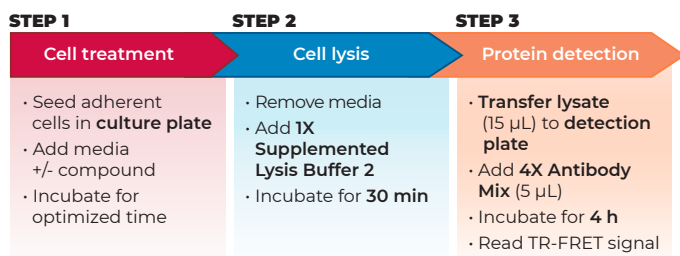 STEP 1
Cell treatment
· Seed adherent
cells in culture plate
· Add media
+/- compound
· Incubate for
optimized time
STEP 2
Cell lysis
· Remove media
· Add 1X
Supplemented
Lysis Buffer 2
· Incubate for 30 min
STEP 3
Protein detection
· Transfer lysate
(15 µL) to detection
plate
· Add 4X Antibody
Mix (5 µL)
· Incubate for 4 h
· Read TR-FRET signal